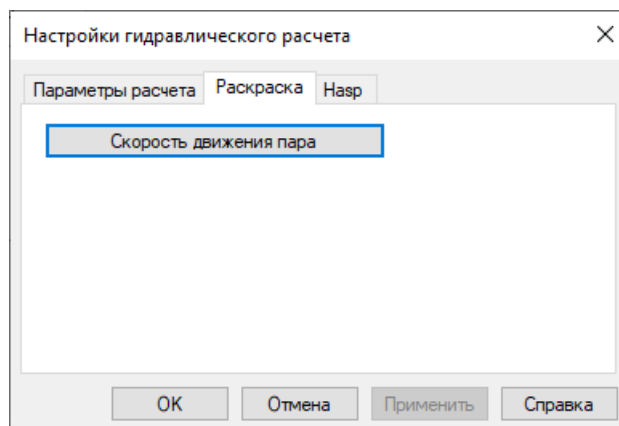 Настройки гидравлического расчета
Параметры расчета Раскраска Hasp
Скорость движения пара
OK Отмена Применить Справка